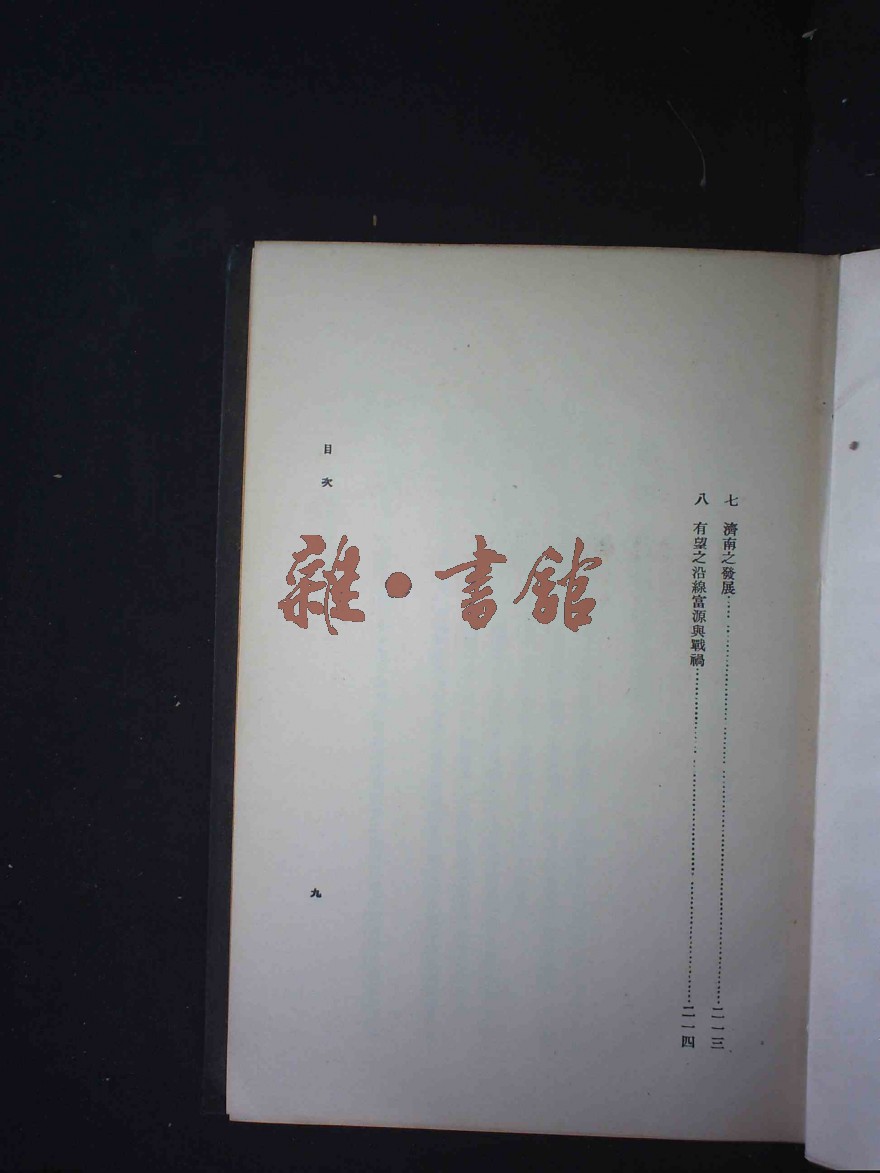 七　濟南之發展……二一三
八　有望之沿線富源與戰禍……二一四
目次
九
雜・書館